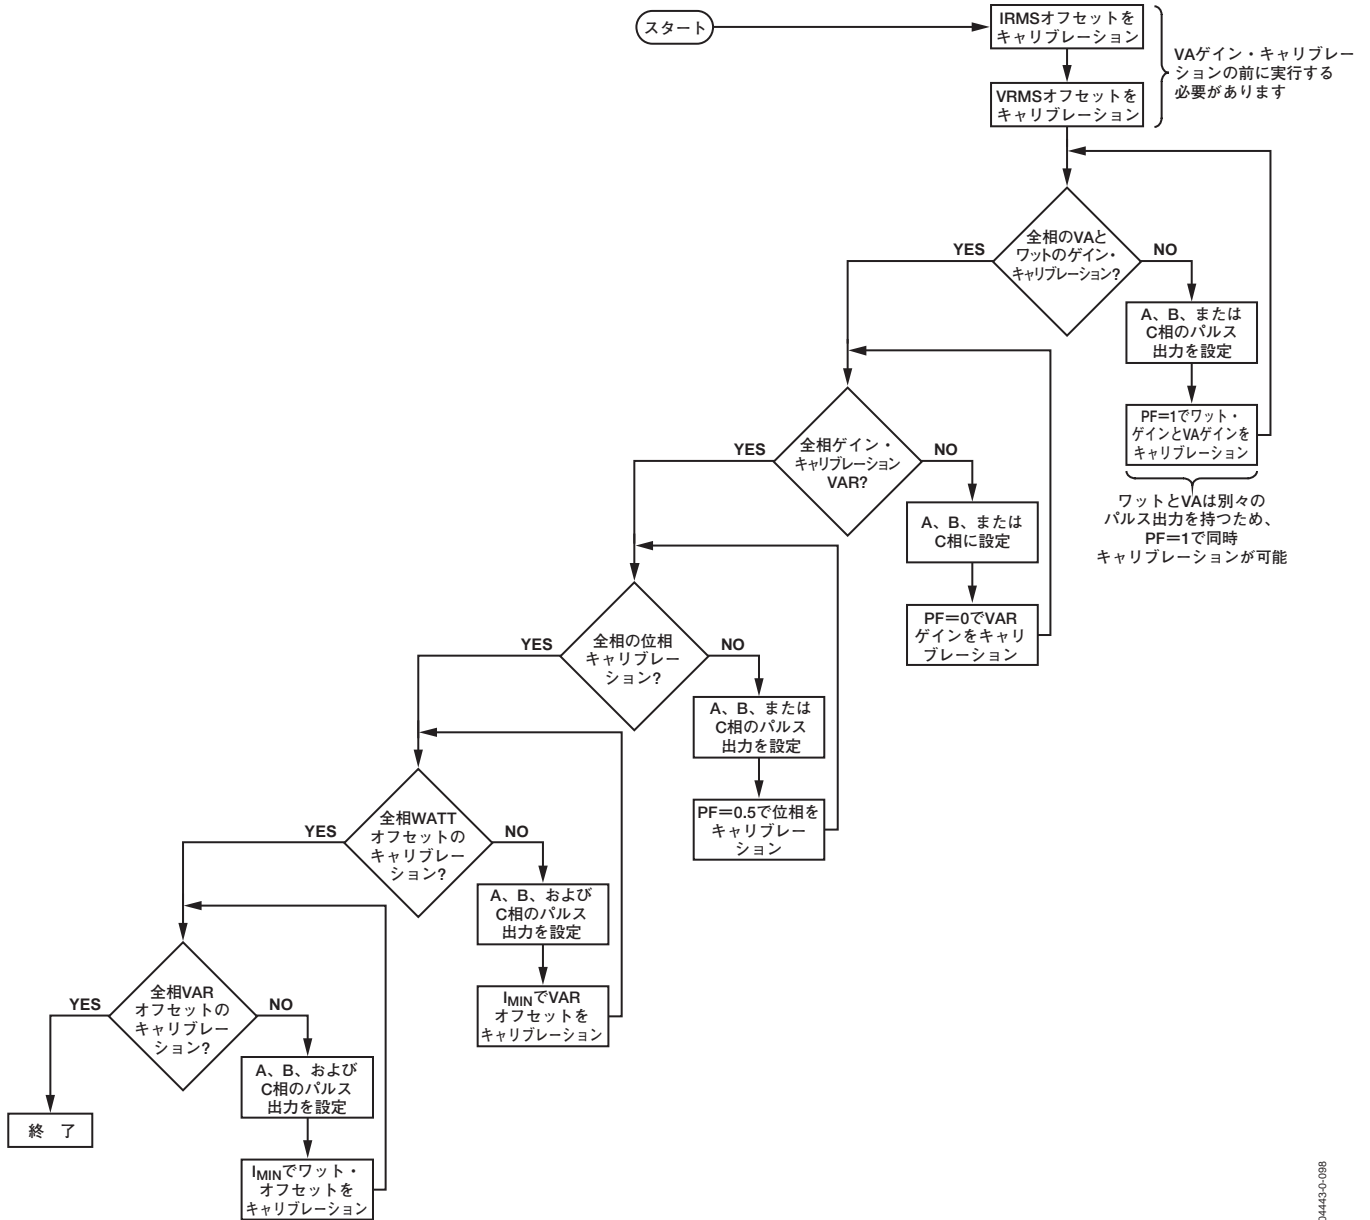 スタート
IRMSオフセットを
キャリブレーション
VAゲイン・キャリブレー
ションの前に実行する
必要があります
VRMSオフセットを
キャリブレーション
全相のVAと
ワットのゲイン・
キャリブレーション?
YES
NO
A、B、または
C相のパルス
出力を設定
PF=1でワット・
ゲインとVAゲインを
キャリブレーション
ワットとVAは別々の
パルス出力を持つため、
PF=1で同時
キャリブレーションが可能
全相ゲイン・
キャリブレーション
VAR?
YES
NO
A、B、または
C相に設定
PF=0でVAR
ゲインをキャリ
ブレーション
全相の位相
キャリブレー
ション?
YES
NO
A、B、または
C相のパルス
出力を設定
PF=0.5で位相を
キャリブレー
ション
全相WATT
オフセットの
キャリブレー
ション?
YES
NO
A、B、および
C相のパルス
出力を設定
IMINでVAR
オフセットを
キャリブレーション
全相VAR
オフセットの
キャリブレー
ション?
YES
NO
A、B、および
C相のパルス
出力を設定
IMINでワット・
オフセットを
キャリブレーション
終 了
04443-0-098